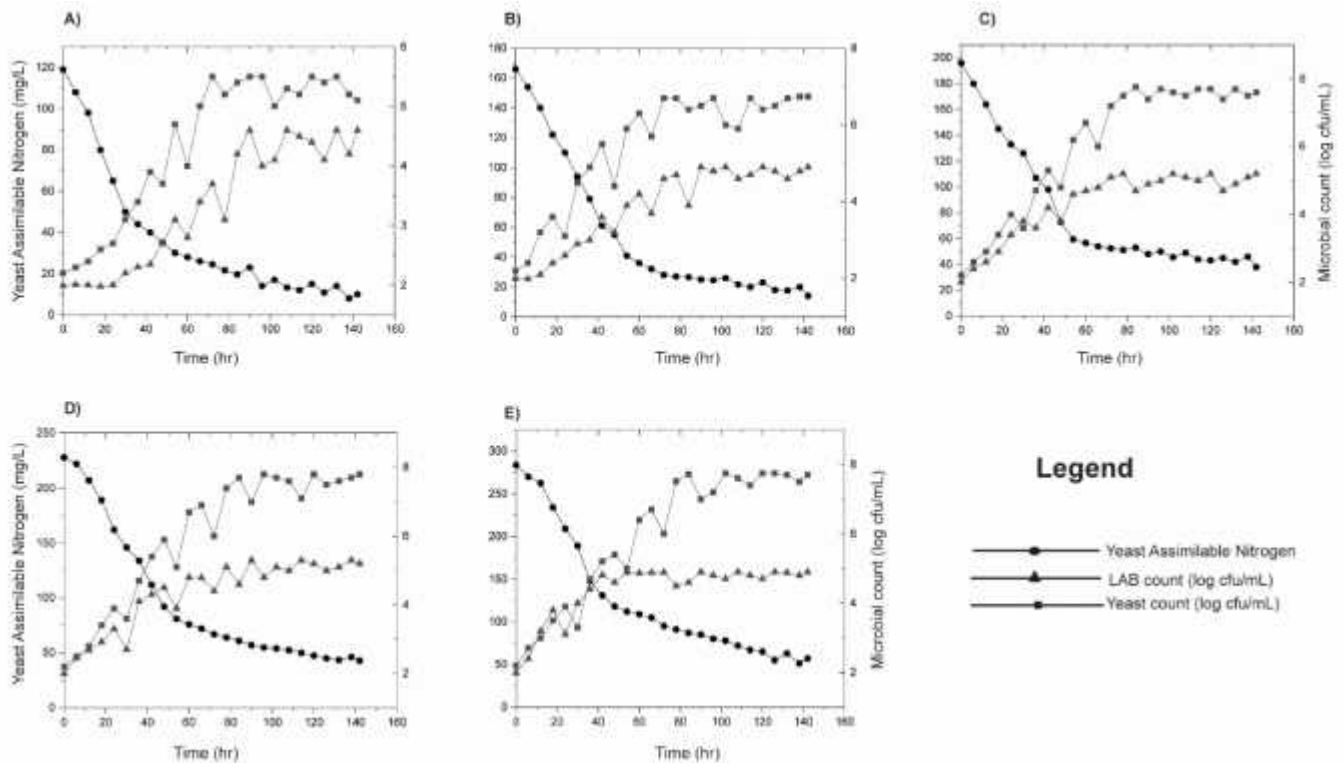 A)
B)
C)
Yeast Assimilable Nitrogen (mg/L)
120
100
80
60
40
20
0
6
5
4
3
2
0 20 40 60 80 100 120 140 160
Time (hr)
180
160
140
120
100
80
60
40
20
0
8
6
4
2
0 20 40 60 80 100 120 140 160
Time (hr)
200
180
160
140
120
100
80
60
40
20
0
8
6
4
2
Microbial count (log cfu/mL)
0 20 40 60 80 100 120 140 160
Time (hr)
D)
E)
Yeast Assimilable Nitrogen (mg/L)
250
200
150
100
50
0
8
6
4
2
0 20 40 60 80 100 120 140 160
Time (hr)
300
250
200
150
100
50
0
8
6
4
2
Microbial count (log cfu/mL)
0 20 40 60 80 100 120 140 160
Time (hr)
Legend
Yeast Assimilable Nitrogen
LAB count (log cfu/mL)
Yeast count (log cfu/mL)